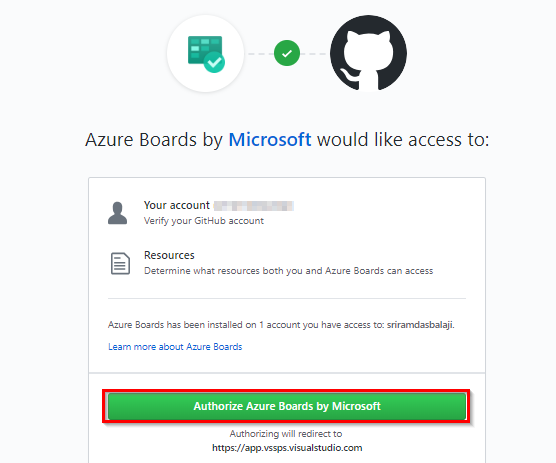 Azure Boards by Microsoft would like access to:
Your account
Verify your GitHub account
Resources
Determine what resources both you and Azure Boards can access
Azure Boards has been installed on 1 account you have access to: sriramdasbalaji.
Learn more about Azure Boards
Authorize Azure Boards by Microsoft
Authorizing will redirect to
https://app.vssps.visualstudio.com